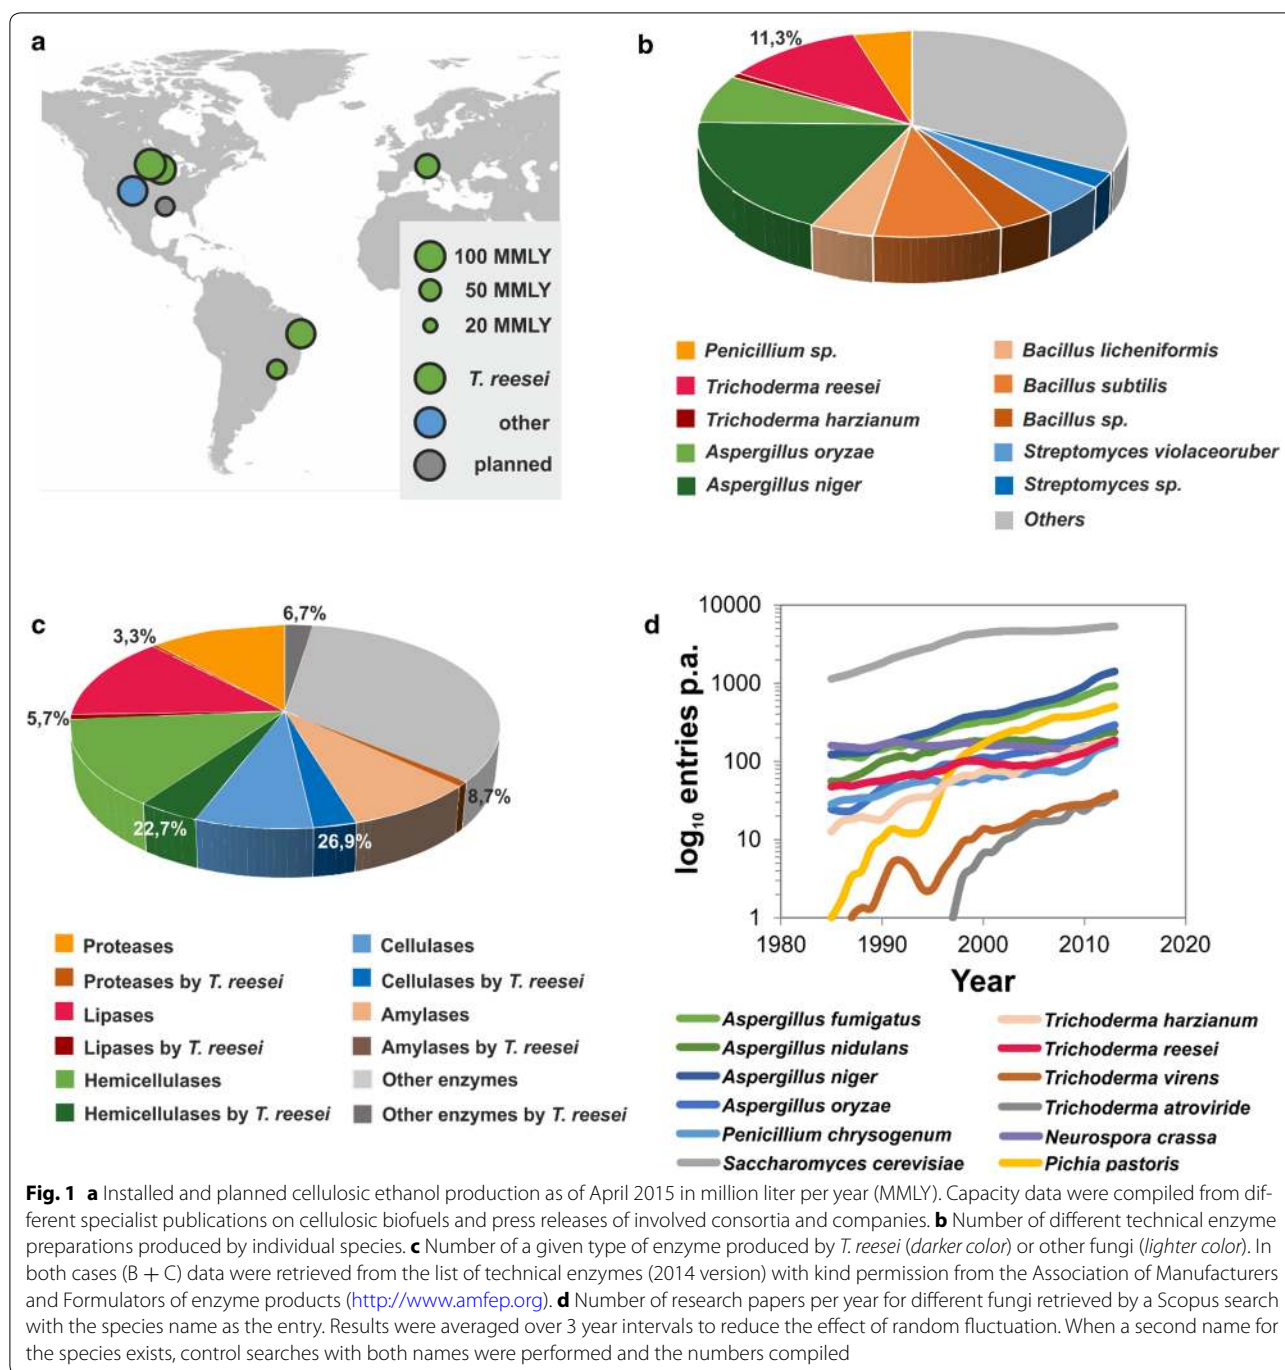 a
100 MMLY
50 MMLY
20 MMLY
T. reesei
other
planned
b
11,3%
Penicillium sp.
Trichoderma reesei
Trichoderma harzianum
Aspergillus oryzae
Aspergillus niger
Bacillus licheniformis
Bacillus subtilis
Bacillus sp.
Streptomyces violaceoruber
Streptomyces sp.
Others
c
6,7%
3,3%
5,7%
22,7%
26,9%
8,7%
Proteases
Proteases by T. reesei
Lipases
Lipases by T. reesei
Hemicellulases
Hemicellulases by T. reesei
Cellulases
Cellulases by T. reesei
Amylases
Amylases by T. reesei
Other enzymes
Other enzymes by T. reesei
d
log10 entries p.a.
10000
1000
100
10
1
1980 1990 2000 2010 2020
Year
Aspergillus fumigatus
Aspergillus nidulans
Aspergillus niger
Aspergillus oryzae
Penicillium chrysogenum
Saccharomyces cerevisiae
Trichoderma harzianum
Trichoderma reesei
Trichoderma virens
Trichoderma atroviride
Neurospora crassa
Pichia pastoris
Fig. 1 a Installed and planned cellulosic ethanol production as of April 2015 in million liter per year (MMLY). Capacity data were compiled from dif-
ferent specialist publications on cellulosic biofuels and press releases of involved consortia and companies. b Number of different technical enzyme
preparations produced by individual species. c Number of a given type of enzyme produced by T. reesei (darker color) or other fungi (lighter color). In
both cases (B + C) data were retrieved from the list of technical enzymes (2014 version) with kind permission from the Association of Manufacturers
and Formulators of enzyme products (http://www.amfep.org). d Number of research papers per year for different fungi retrieved by a Scopus search
with the species name as the entry. Results were averaged over 3 year intervals to reduce the effect of random fluctuation. When a second name for
the species exists, control searches with both names were performed and the numbers compiled